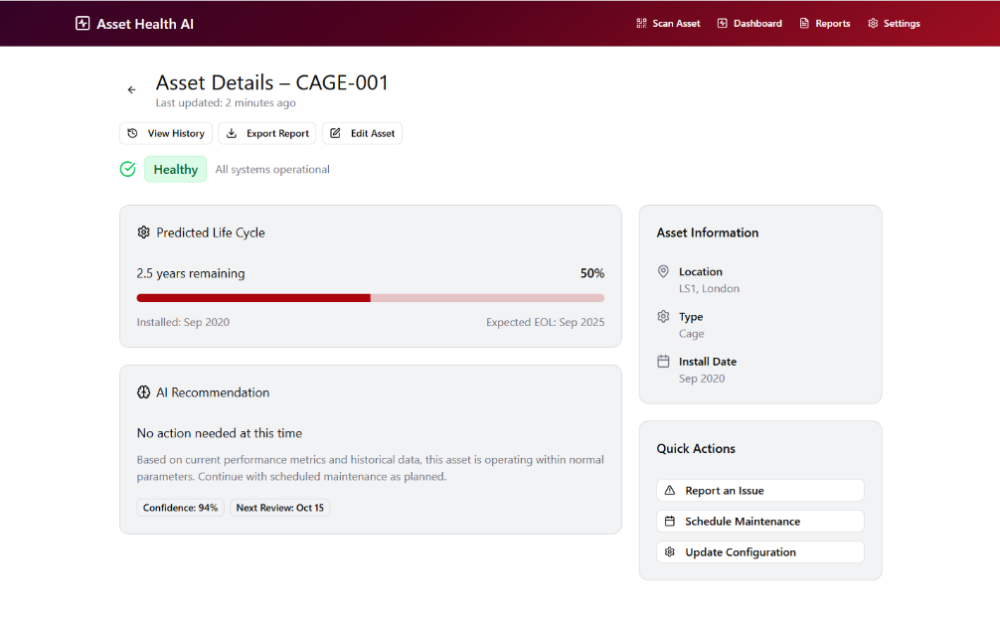 Asset Health AI
Scan Asset
Dashboard
Reports
Settings
Asset Details – CAGE-001
Last updated: 2 minutes ago
View History
Export Report
Edit Asset
Healthy
All systems operational
Predicted Life Cycle
2.5 years remaining
50%
Installed: Sep 2020
Expected EOL: Sep 2025
AI Recommendation
No action needed at this time
Based on current performance metrics and historical data, this asset is operating within normal
parameters. Continue with scheduled maintenance as planned.
Confidence: 94%
Next Review: Oct 15
Asset Information
Location
LS1, London
Type
Cage
Install Date
Sep 2020
Quick Actions
Report an Issue
Schedule Maintenance
Update Configuration